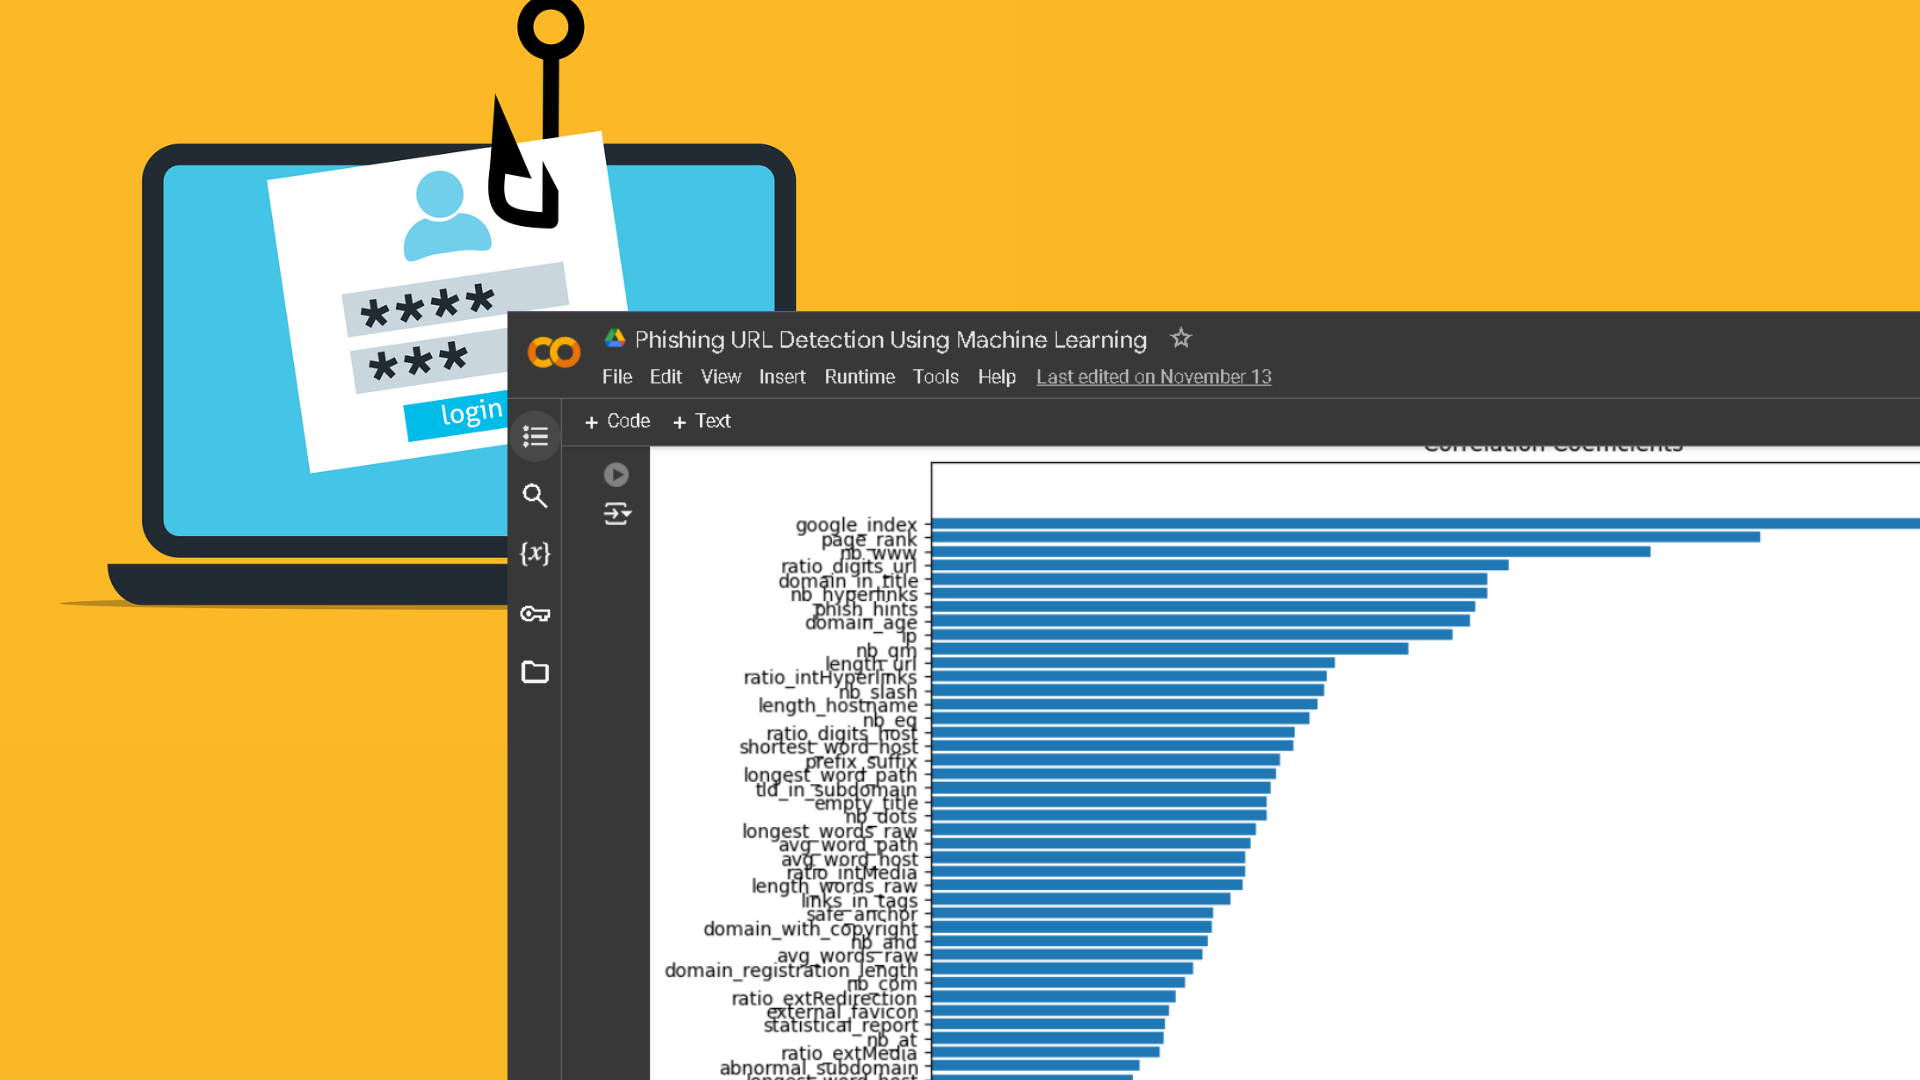 ****
***
login
Phishing URL Detection Using Machine Learning
File Edit View Insert Runtime Tools Help Last edited on November 13
+ Code + Text
Correlation Coefficients
google_index
page_rank
nb_www
ratio_digits_url
domain_in_title
nb_hyperlinks
phish_hints
domain_age
ip
nb_qm
length_url
ratio_intHyperlinks
nb_slash
length_hostname
nb_eq
ratio_digits_host
shortest_word_host
prefix_suffix
longest_word_path
tld_in_subdomain
empty_title
nb_dots
longest_words_raw
avg_word_path
avg_word_host
ratio_intMedia
length_words_raw
links_in_tags
safe_anchor
domain_with_copyright
nb_and
avg_words_raw
domain_registration_length
nb_com
ratio_extRedirection
external_favicon
statistical_report
nb_at
ratio_extMedia
abnormal_subdomain
longest_word_host